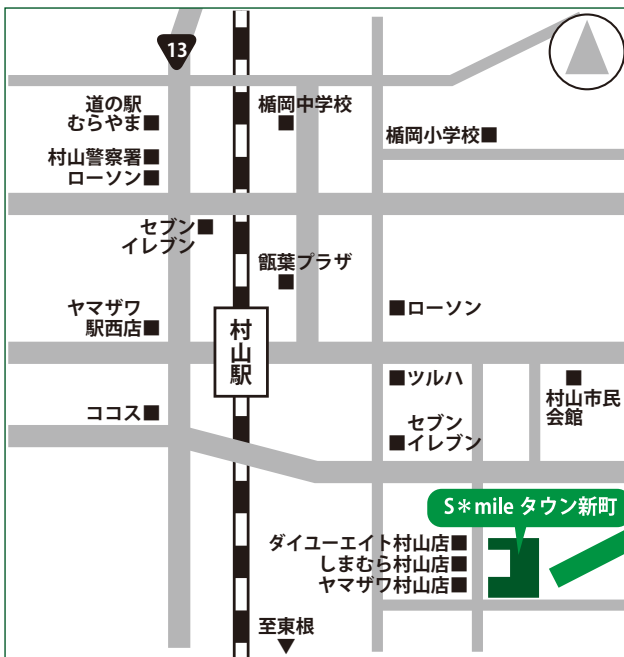 13
道の駅
むらやま■
楯岡中学校
■
楯岡小学校■
村山警察署■
ローソン■
セブン■
イレブン
甑葉プラザ
■
ヤマザワ
駅西店■
村山駅
■ローソン
■ツルハ
■
村山市民
会館
ココス■
セブン
■イレブン
S*mile タウン新町
ダイユーエイト村山店■
しまむら村山店■
ヤマザワ村山店■
至東根
▼